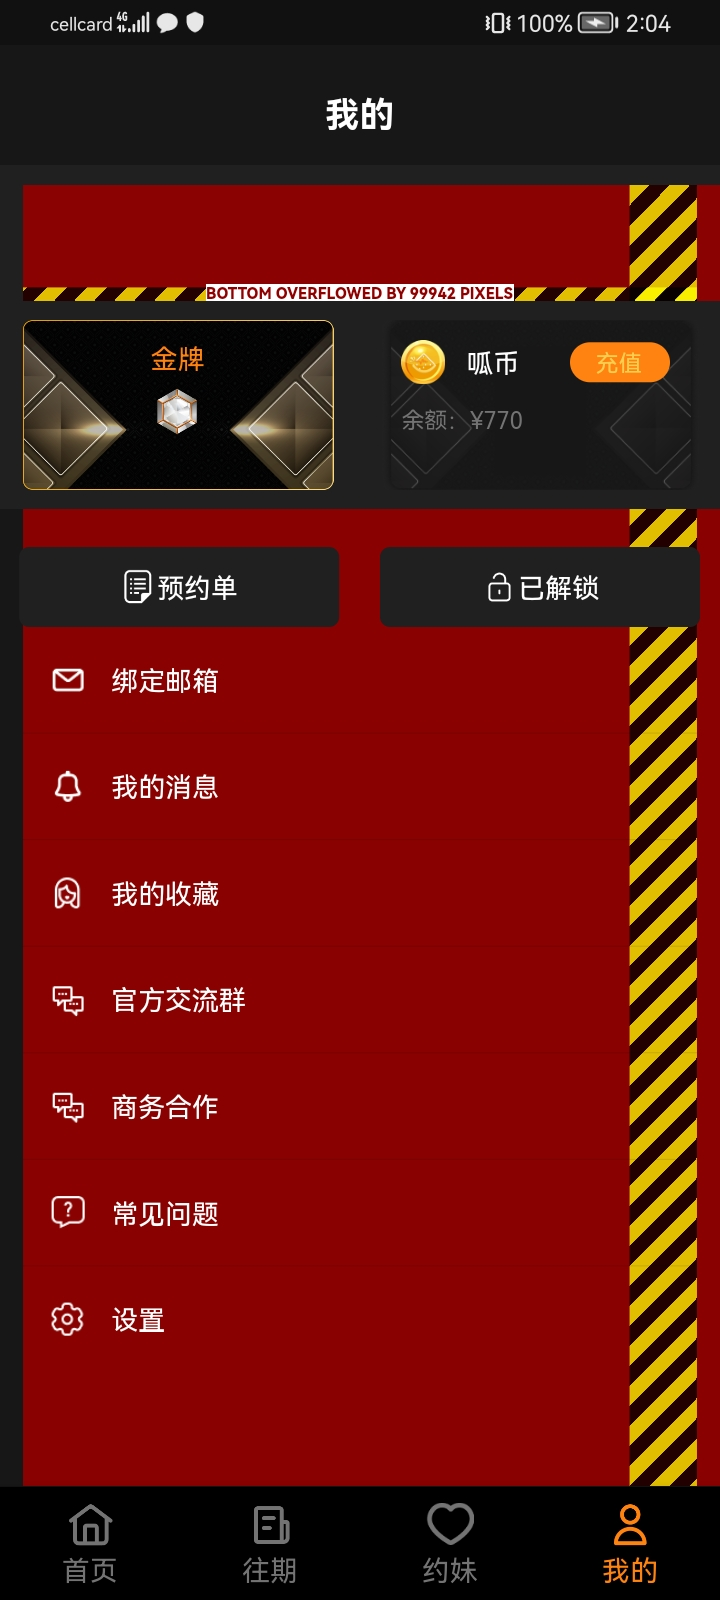 cellcard 4G 100% 2:04
我的
BOTTOM OVERFLOWED BY 99942 PIXELS
金牌
呱币 充值
余额：¥770
预约单 已解锁
绑定邮箱
我的消息
我的收藏
官方交流群
商务合作
常见问题
设置
首页 往期 约妹 我的